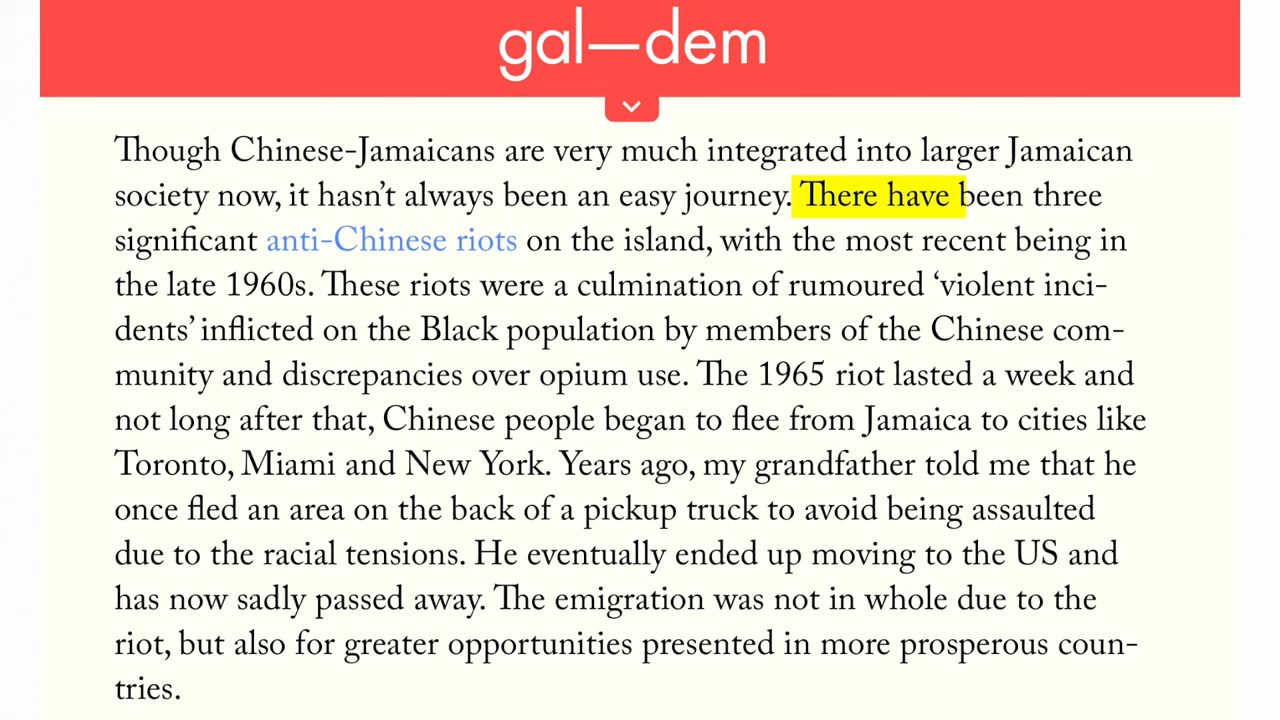 gal—dem
Though Chinese-Jamaicans are very much integrated into larger Jamaican
society now, it hasn’t always been an easy journey. There have been three
significant anti-Chinese riots on the island, with the most recent being in
the late 1960s. These riots were a culmination of rumoured ‘violent inci-
dents’ inflicted on the Black population by members of the Chinese com-
munity and discrepancies over opium use. The 1965 riot lasted a week and
not long after that, Chinese people began to flee from Jamaica to cities like
Toronto, Miami and New York. Years ago, my grandfather told me that he
once fled an area on the back of a pickup truck to avoid being assaulted
due to the racial tensions. He eventually ended up moving to the US and
has now sadly passed away. The emigration was not in whole due to the
riot, but also for greater opportunities presented in more prosperous coun-
tries.